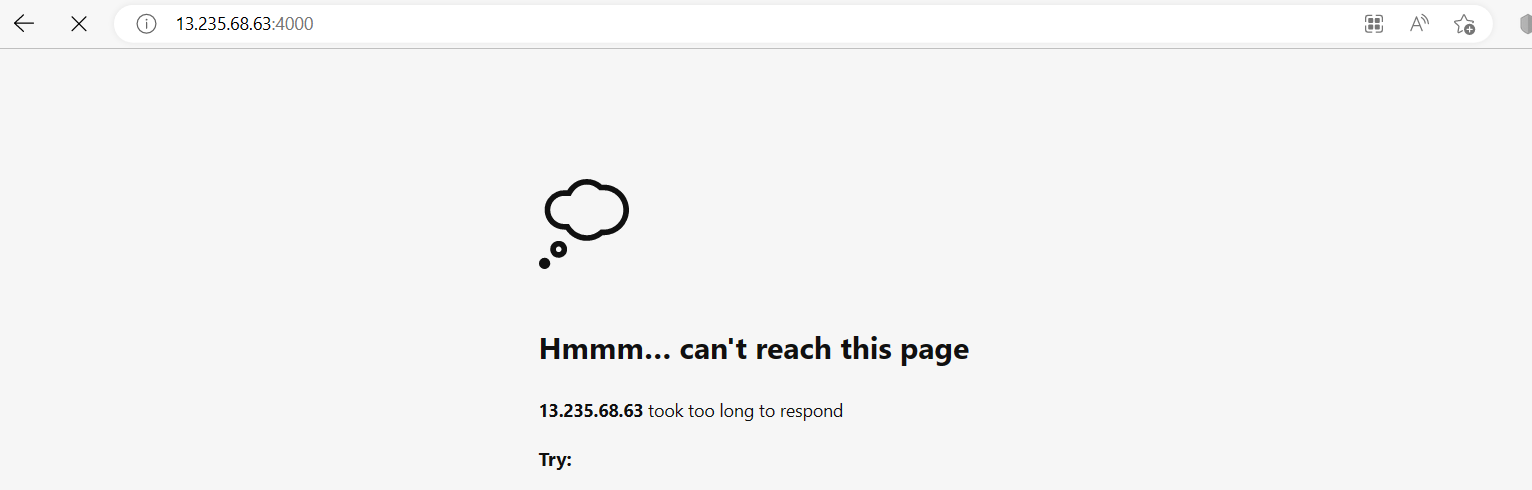 13.235.68.63:4000
Hmmm... can't reach this page
13.235.68.63 took too long to respond
Try: